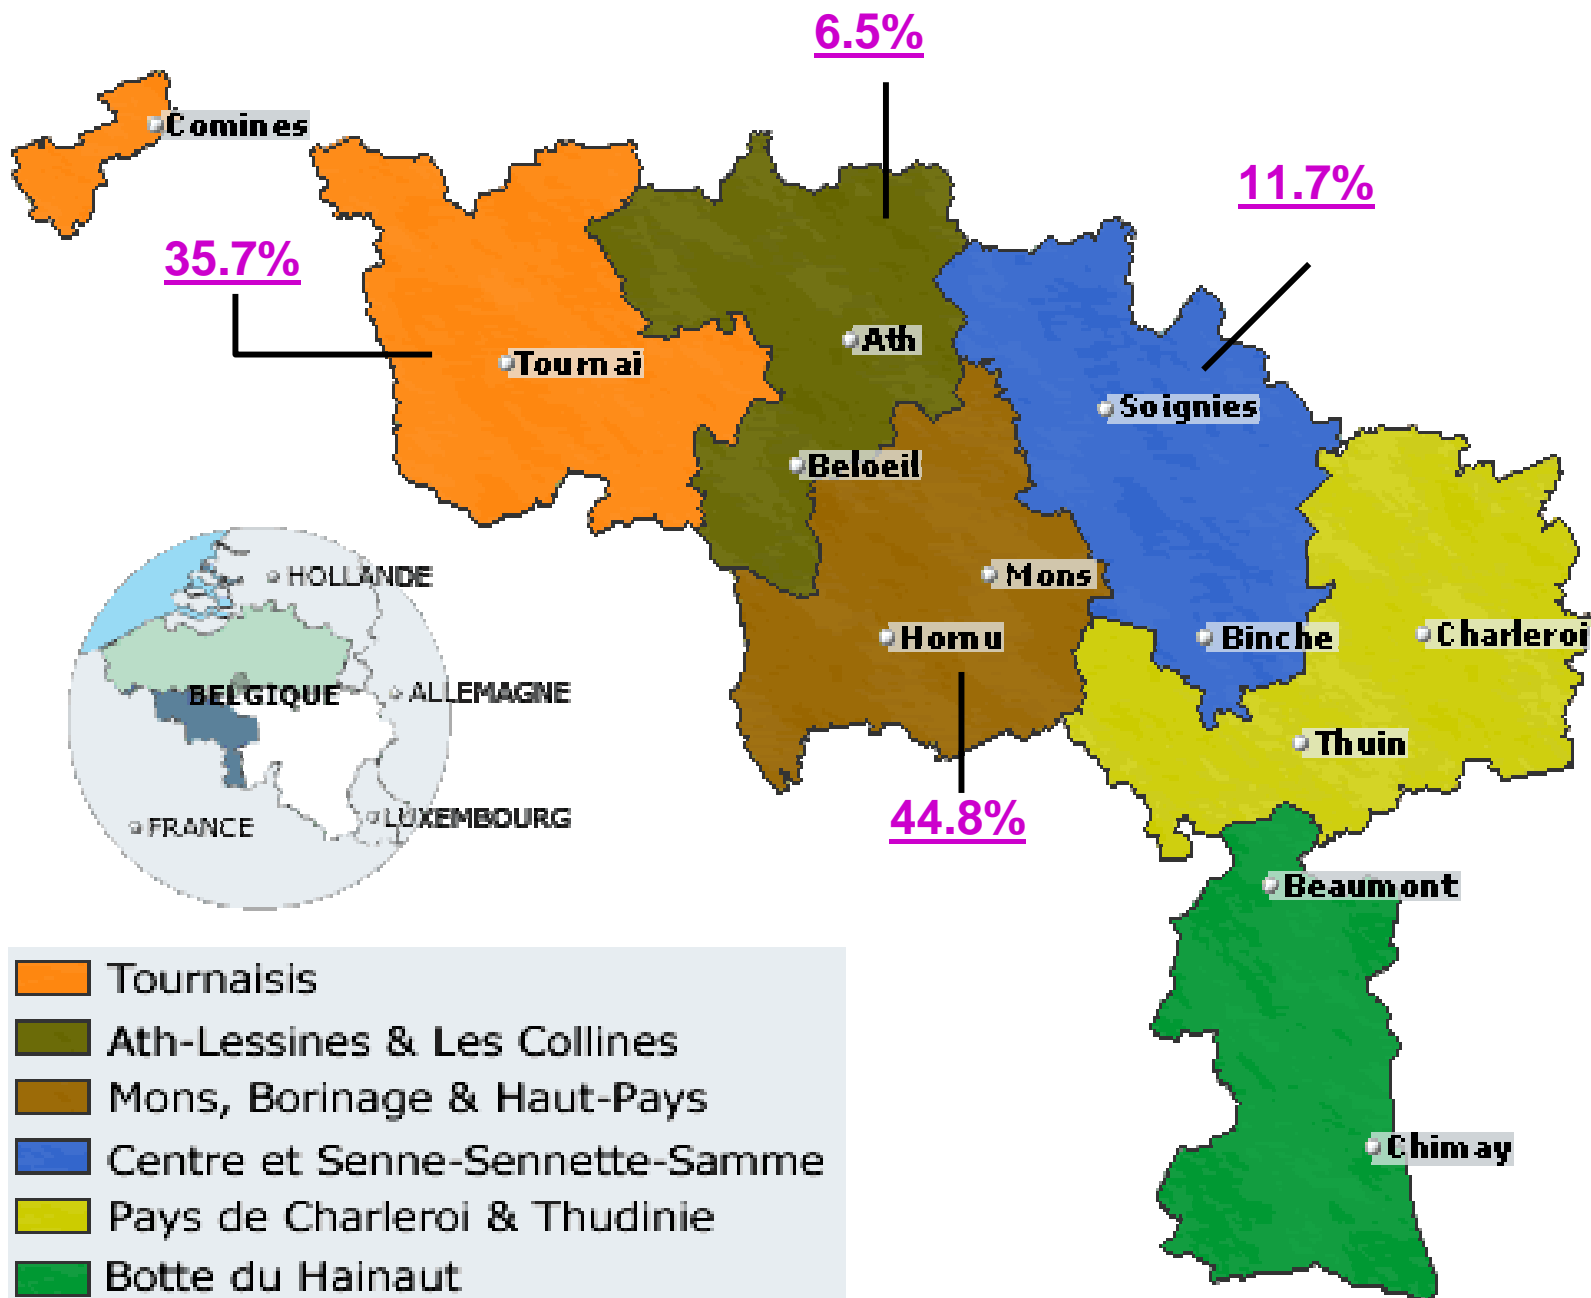 6.5%
Comines
11.7%
35.7%
Ath
Tournai
Soignies
Beloeil
Mons
HOLLANDE
Hornu
Binche
Charleroi
BELGIQUE
ALLEMAGNE
Thuin
LUXEMBOURG
FRANCE
44.8%
Beaumont
Tournaisis
Ath-Lessines & Les Collines
Mons, Borinage & Haut-Pays
Centre et Senne-Sennette-Samme
Chimay
Pays de Charleroi & Thudinie
Botte du Hainaut